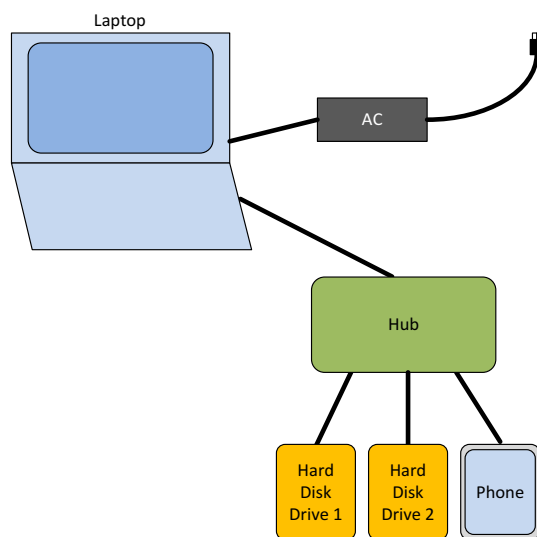 Laptop
AC
Hub
Hard
Disk
Drive 1
Hard
Disk
Drive 2
Phone